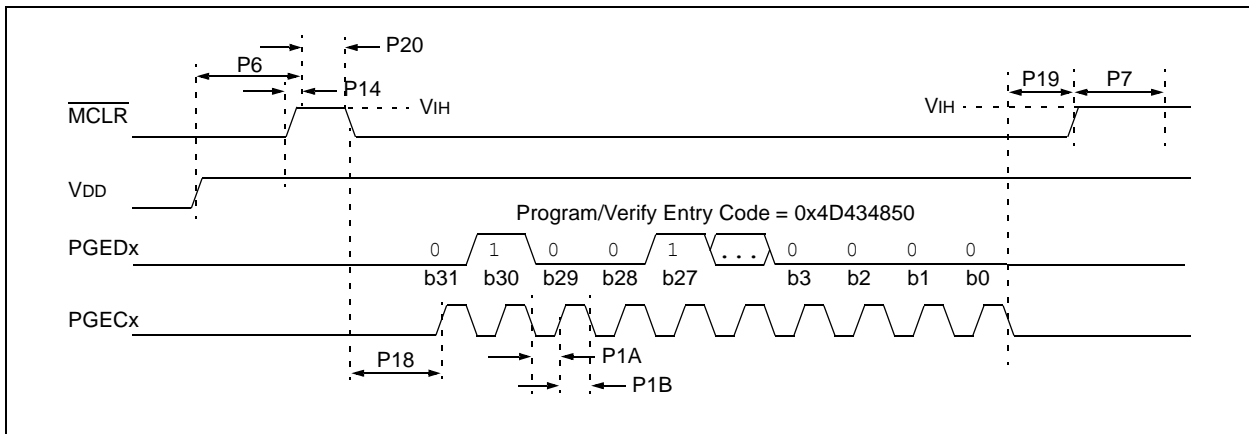 P20
P6
P19 P7
P14
VIH VIH
MCLR
VDD
Program/Verify Entry Code = 0x4D434850
PGEDx 0 1 0 0 1 ... 0 0 0 0
b31 b30 b29 b28 b27 b3 b2 b1 b0
PGECx
P18 P1A
P1B